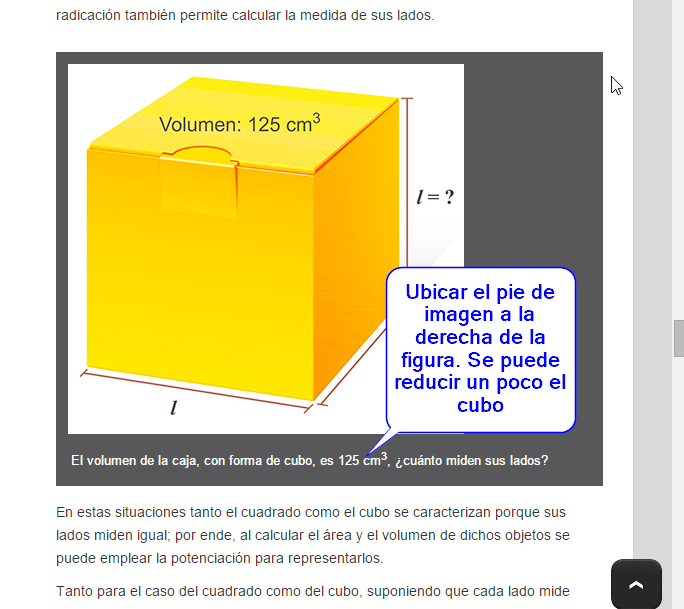 radicación también permite calcular la medida de sus lados.
Volumen: 125 cm³
l = ?
Ubicar el pie de
imagen a la
derecha de la
figura. Se puede
reducir un poco el
cubo
l
El volumen de la caja, con forma de cubo, es 125 cm³, ¿cuánto miden sus lados?
En estas situaciones tanto el cuadrado como el cubo se caracterizan porque sus
lados miden igual; por ende, al calcular el área y el volumen de dichos objetos se
puede emplear la potenciación para representarlos.
Tanto para el caso del cuadrado como del cubo, suponiendo que cada lado mide